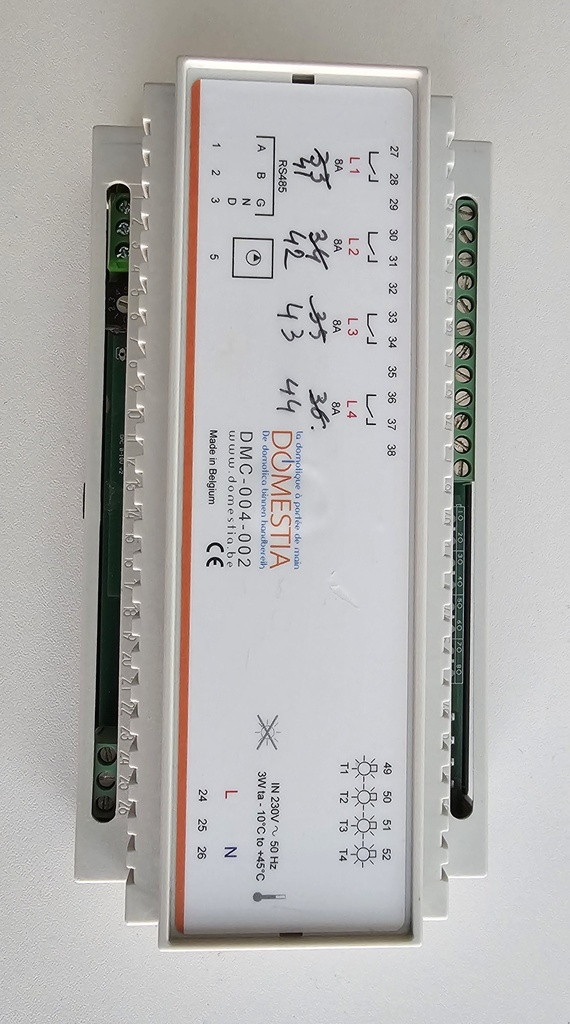 27 28 29 30 31 32 33 34 35 36 37 38
L1 L2 L3 L4
8A 8A 8A 8A
34 35 36.
41 42 43 44
RS485
A B G
N
D
1 2 3 5
la domotique à portée de main
DOMESTIA
De domotica binnen handbereik
DMC-004-002
www.domestia.be
Made in Belgium CE
49 50 51 52
T1 T2 T3 T4
IN 230V ~ 50 Hz
3W ta - 10°C to +45°C
L N
24 25 26